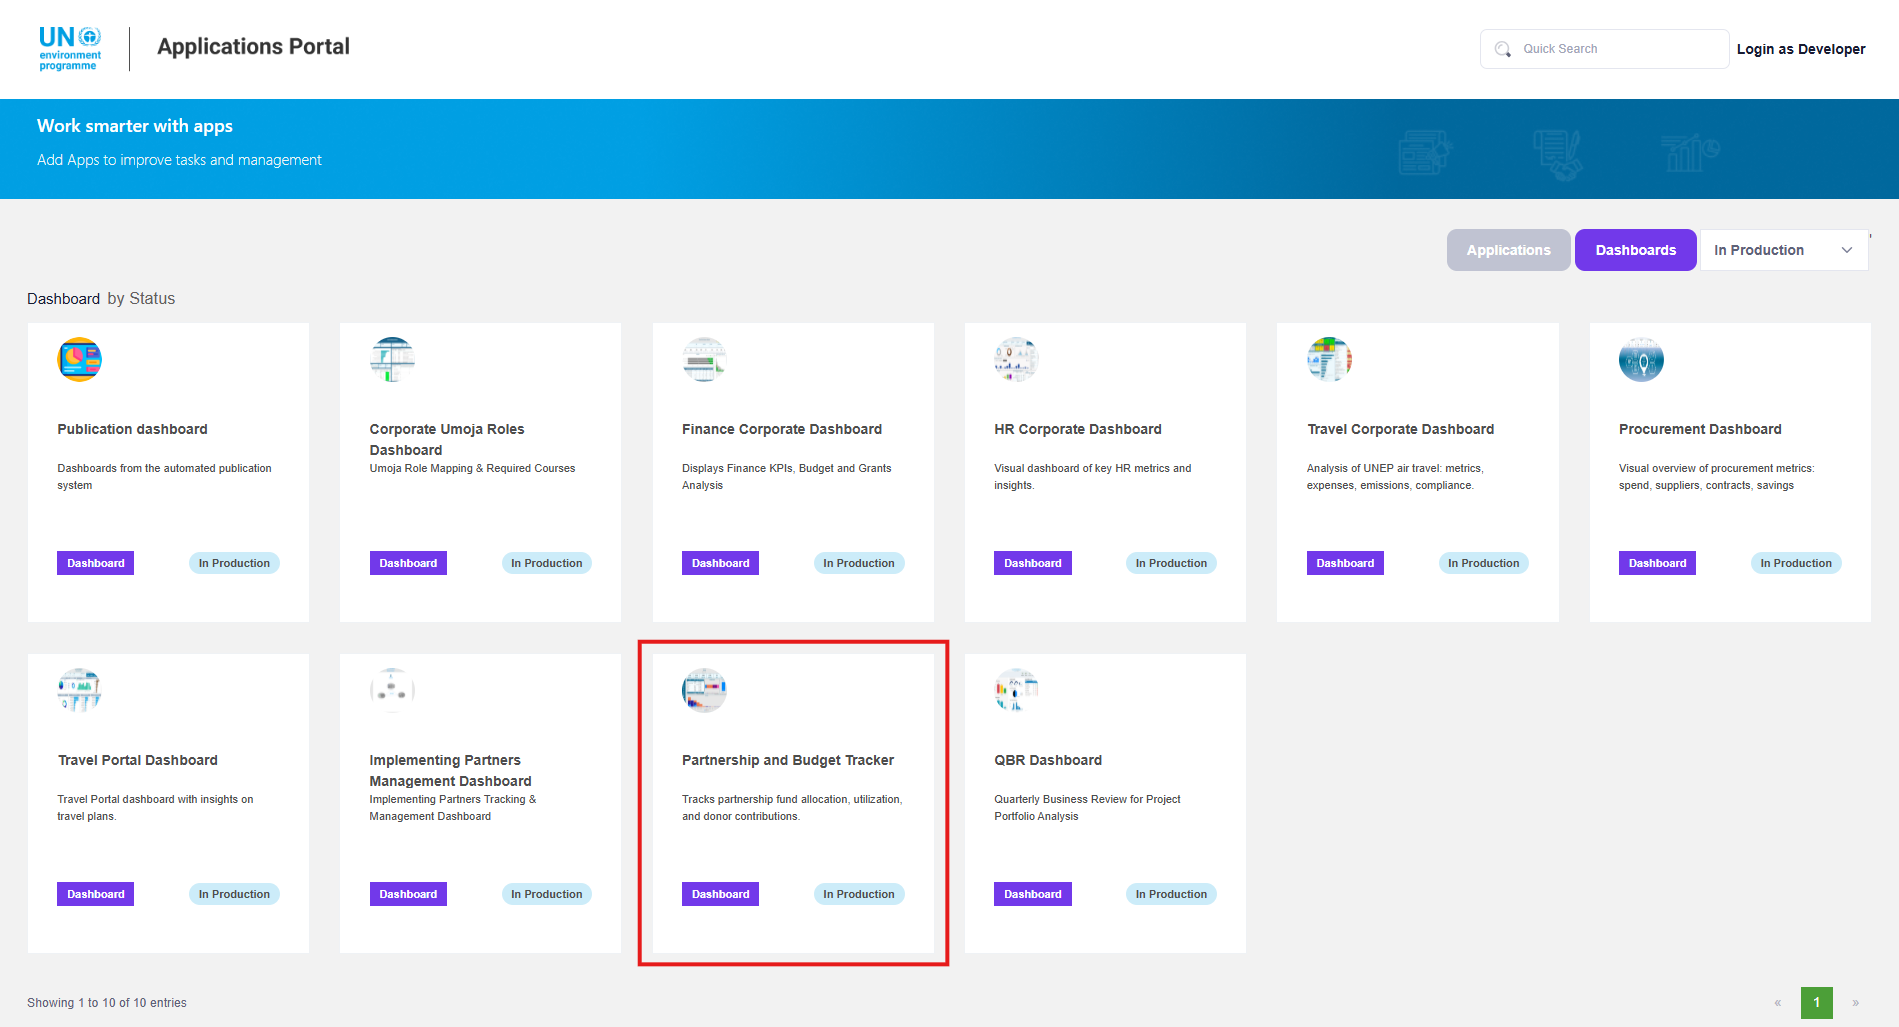 UN
environment
programme
Applications Portal
Quick Search
Login as Developer
Work smarter with apps
Add Apps to improve tasks and management
Applications
Dashboards
In Production
Dashboard by Status
Publication dashboard
Dashboards from the automated publication
system
Dashboard
In Production
Corporate Umoja Roles
Dashboard
Umoja Role Mapping & Required Courses
Dashboard
In Production
Finance Corporate Dashboard
Displays Finance KPIs, Budget and Grants
Analysis
Dashboard
In Production
HR Corporate Dashboard
Visual dashboard of key HR metrics and
insights.
Dashboard
In Production
Travel Corporate Dashboard
Analysis of UNEP air travel: metrics,
expenses, emissions, compliance.
Dashboard
In Production
Procurement Dashboard
Visual overview of procurement metrics:
spend, suppliers, contracts, savings
Dashboard
In Production
Travel Portal Dashboard
Travel Portal dashboard with insights on
travel plans.
Dashboard
In Production
Implementing Partners
Management Dashboard
Implementing Partners Tracking &
Management Dashboard
Dashboard
In Production
Partnership and Budget Tracker
Tracks partnership fund allocation, utilization,
and donor contributions.
Dashboard
In Production
QBR Dashboard
Quarterly Business Review for Project
Portfolio Analysis
Dashboard
In Production
Showing 1 to 10 of 10 entries
« 1 »